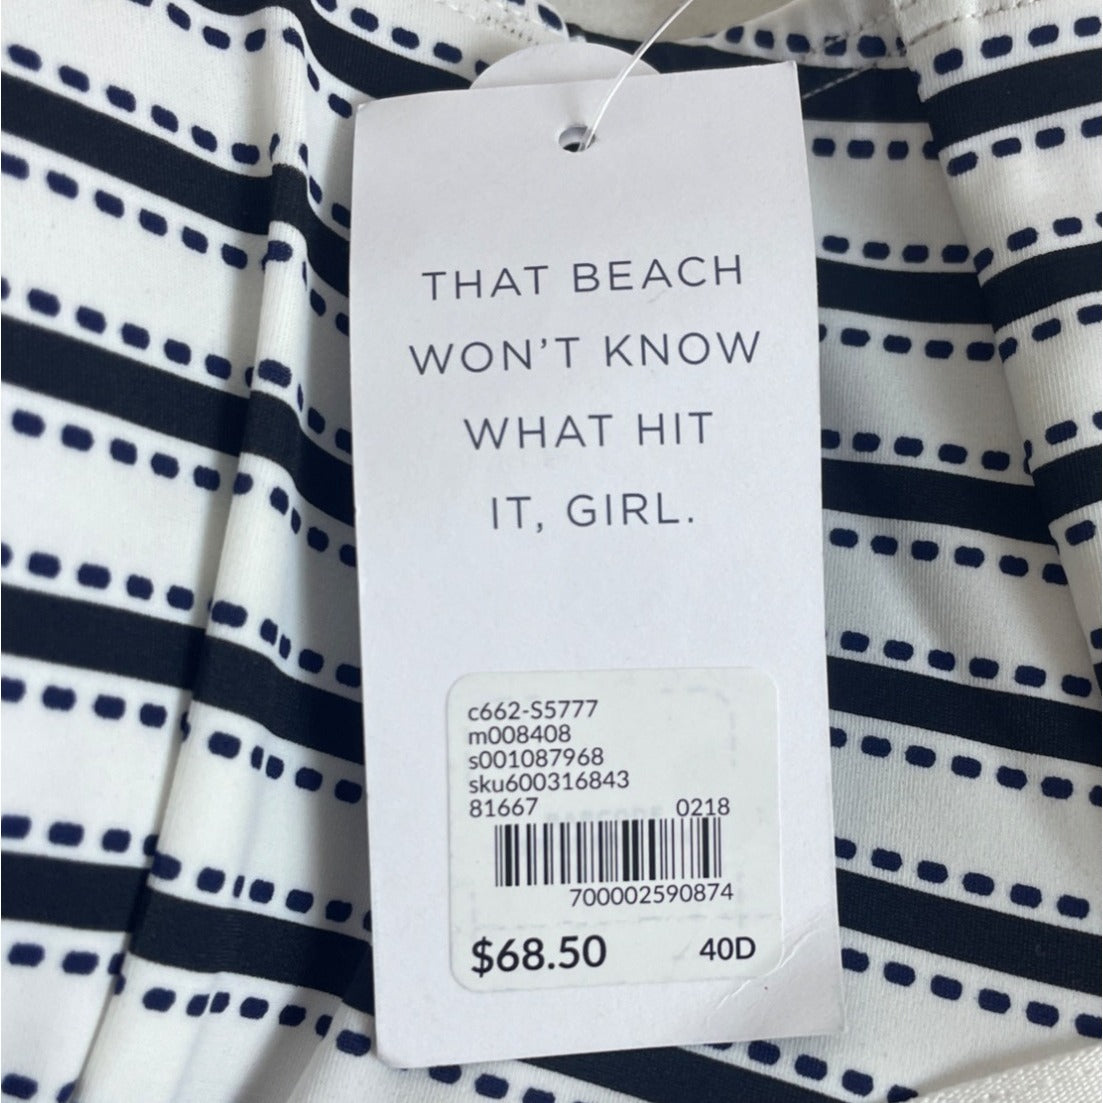 THAT BEACH
WON'T KNOW
WHAT HIT
IT, GIRL.
c662-S5777
m008408
s001087968
sku600316843
81667 0218
700002590874
$68.50 40D